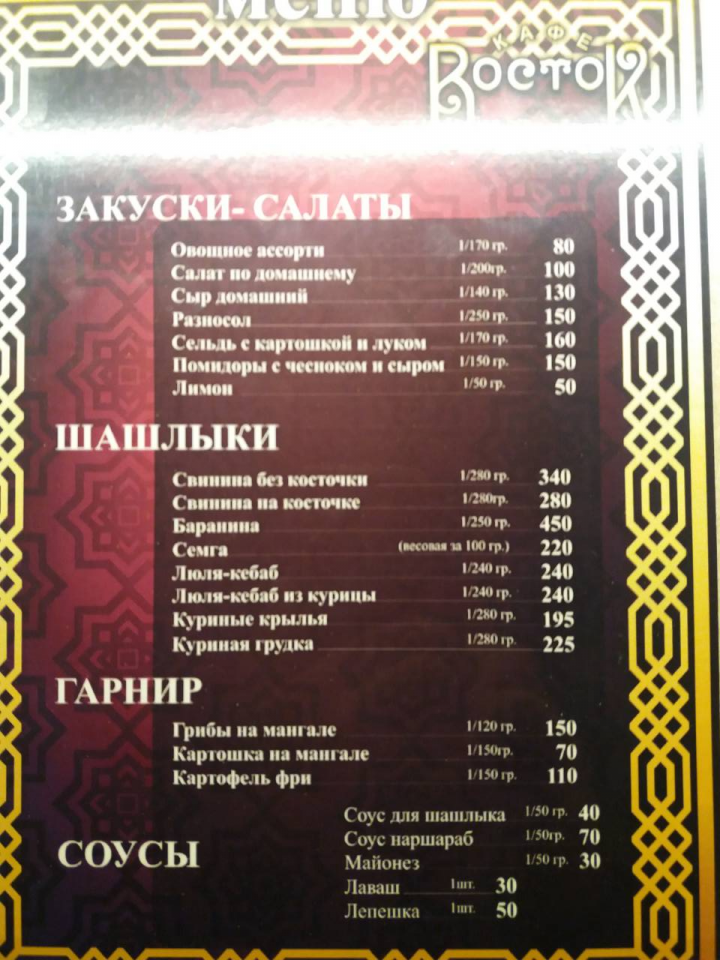 Меню
КАФЕ
Восток
ЗАКУСКИ- САЛАТЫ
Овощное ассорти 1/170 гр. 80
Салат по домашнему 1/200гр. 100
Сыр домашний 1/140 гр. 130
Разносол 1/250 гр. 150
Сельдь с картошкой и луком 1/170 гр. 160
Помидоры с чесноком и сыром 1/150 гр. 150
Лимон 1/50 гр. 50
ШАШЛЫКИ
Свинина без косточки 1/280 гр. 340
Свинина на косточке 1/280гр. 280
Баранина 1/250 гр. 450
Семга (весовая за 100 гр.) 220
Люля-кебаб 1/240 гр. 240
Люля-кебаб из курицы 1/240 гр. 240
Куриные крылья 1/280 гр. 195
Куриная грудка 1/280 гр. 225
ГАРНИР
Грибы на мангале 1/120 гр. 150
Картошка на мангале 1/150гр. 70
Картофель фри 1/150 гр. 110
СОУСЫ
Соус для шашлыка 1/50 гр. 40
Соус наршараб 1/50гр. 70
Майонез 1/50 гр. 30
Лаваш 1шт. 30
Лепешка 1шт. 50